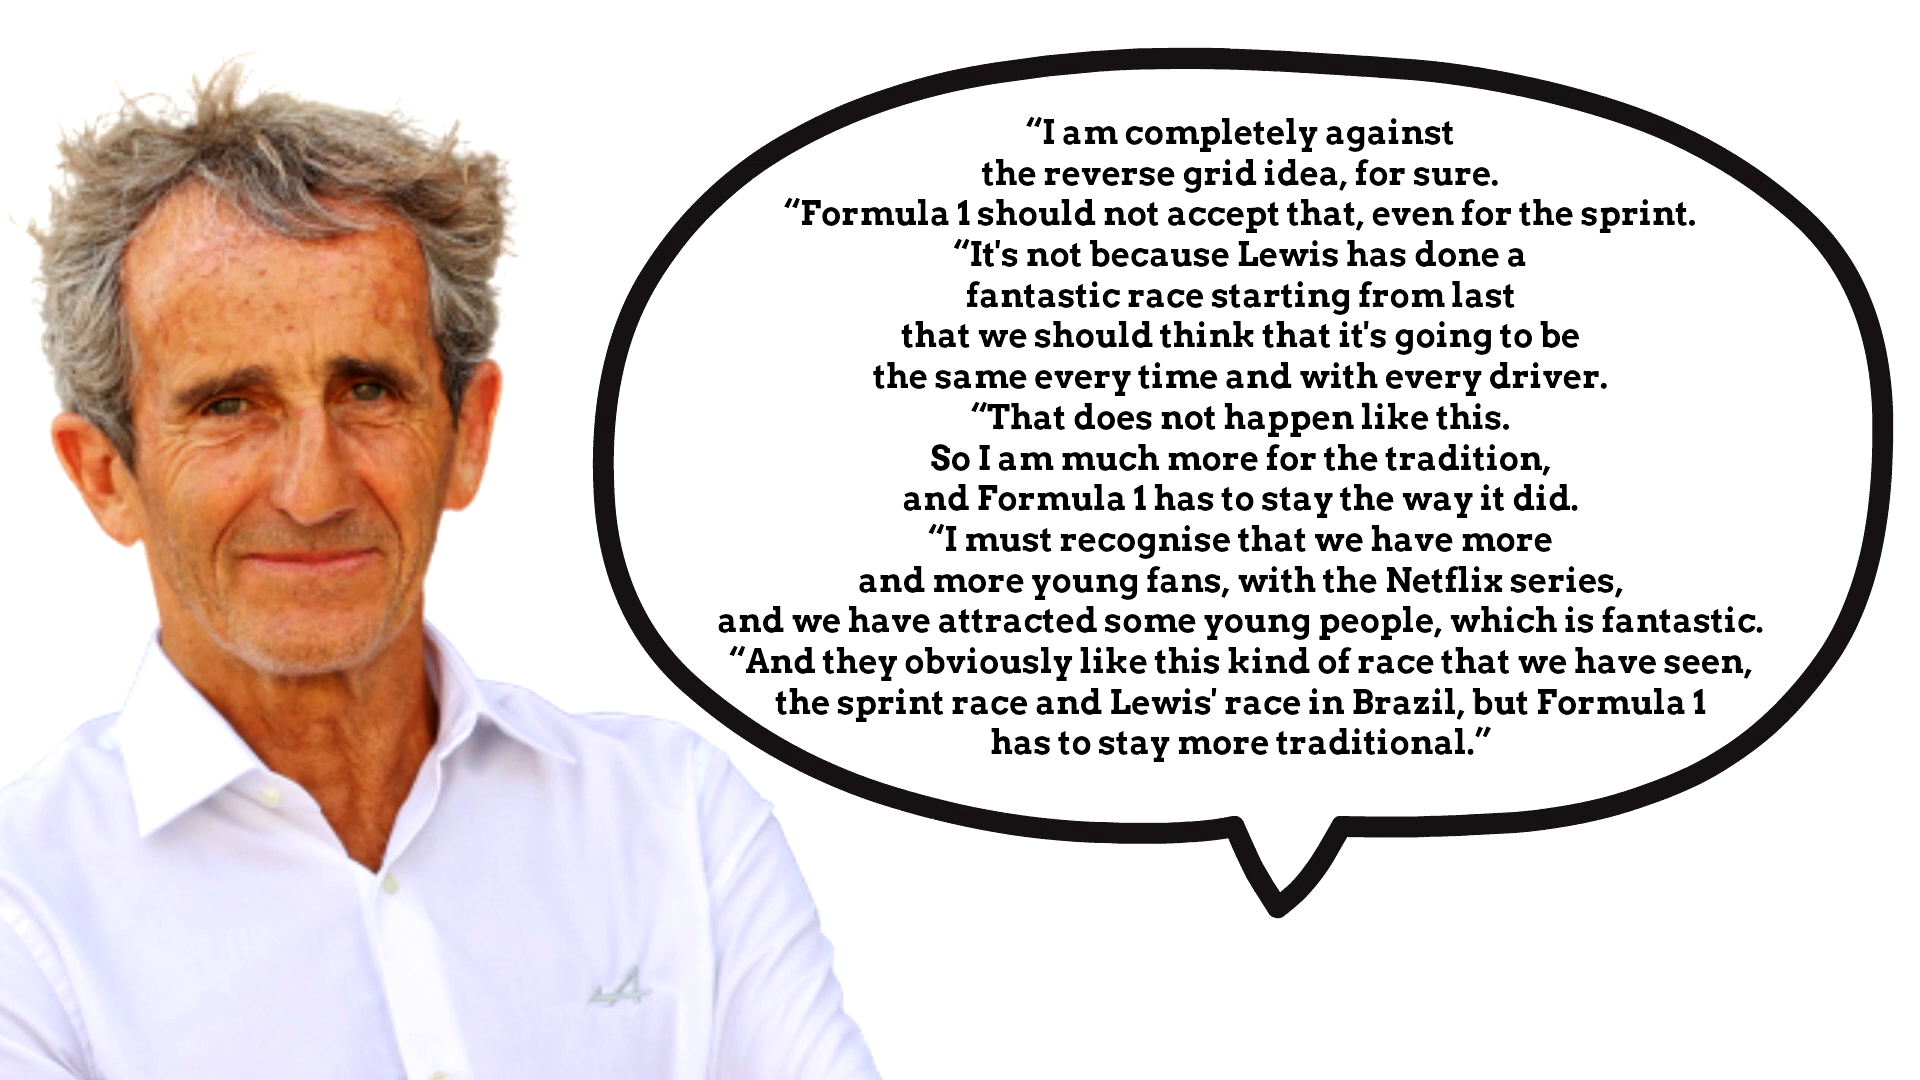 “I am completely against
the reverse grid idea, for sure.
“Formula 1 should not accept that, even for the sprint.
“It's not because Lewis has done a
fantastic race starting from last
that we should think that it's going to be
the same every time and with every driver.
“That does not happen like this.
So I am much more for the tradition,
and Formula 1 has to stay the way it did.
“I must recognise that we have more
and more young fans, with the Netflix series,
and we have attracted some young people, which is fantastic.
“And they obviously like this kind of race that we have seen,
the sprint race and Lewis' race in Brazil, but Formula 1
has to stay more traditional.”